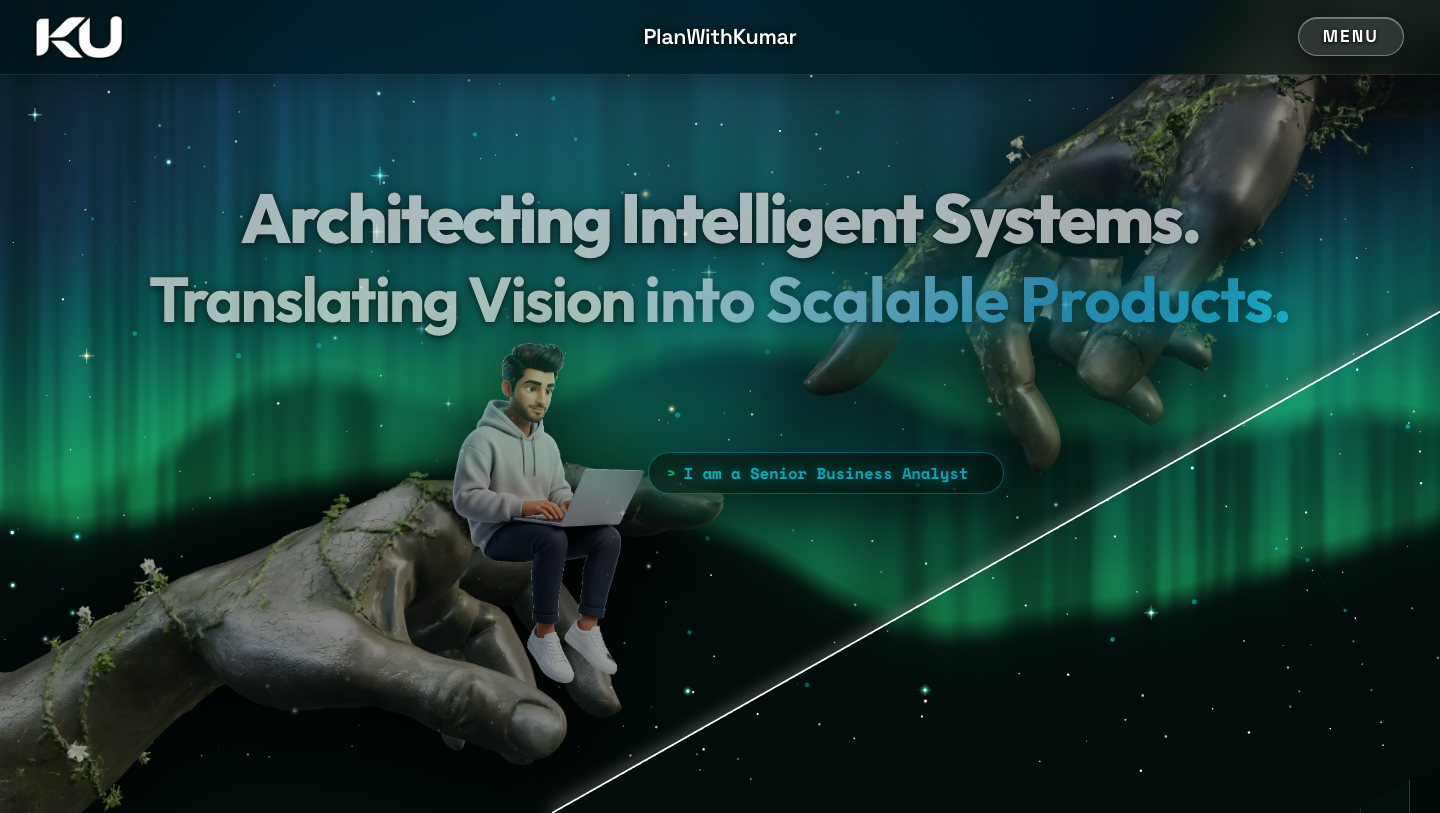 KU
PlanWithKumar
MENU
Architecting Intelligent Systems.
Translating Vision into Scalable Products.
> I am a Senior Business Analyst